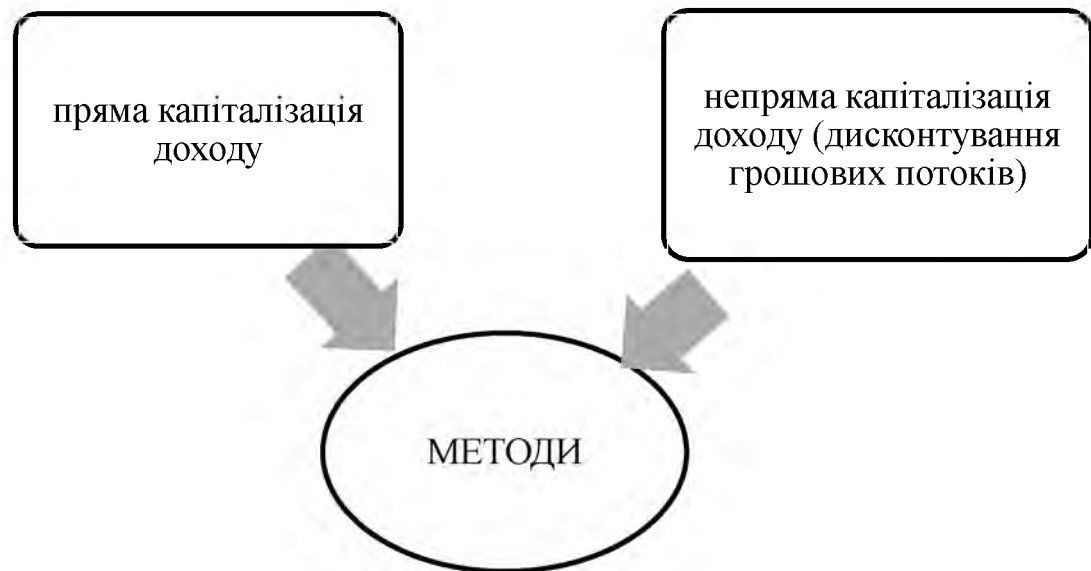 пряма капіталізація
доходу
непряма капіталізація
доходу (дисконтування
грошових потоків)
МЕТОДИ